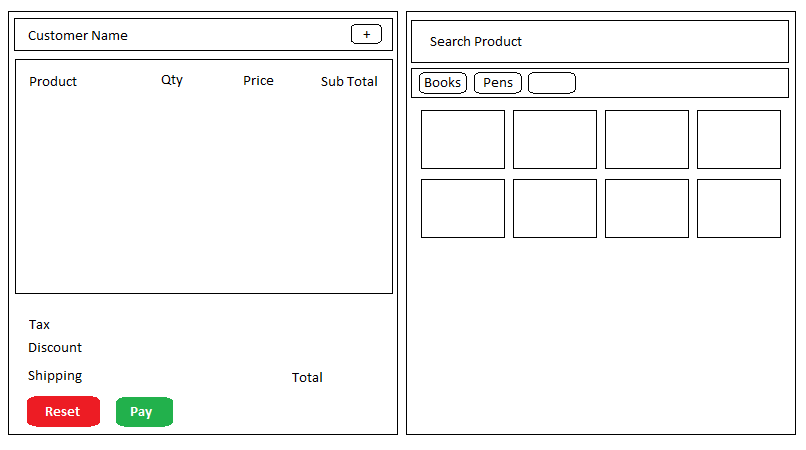 Customer Name +
Product Qty Price Sub Total
Tax
Discount
Shipping Total
Reset Pay
Search Product
Books Pens